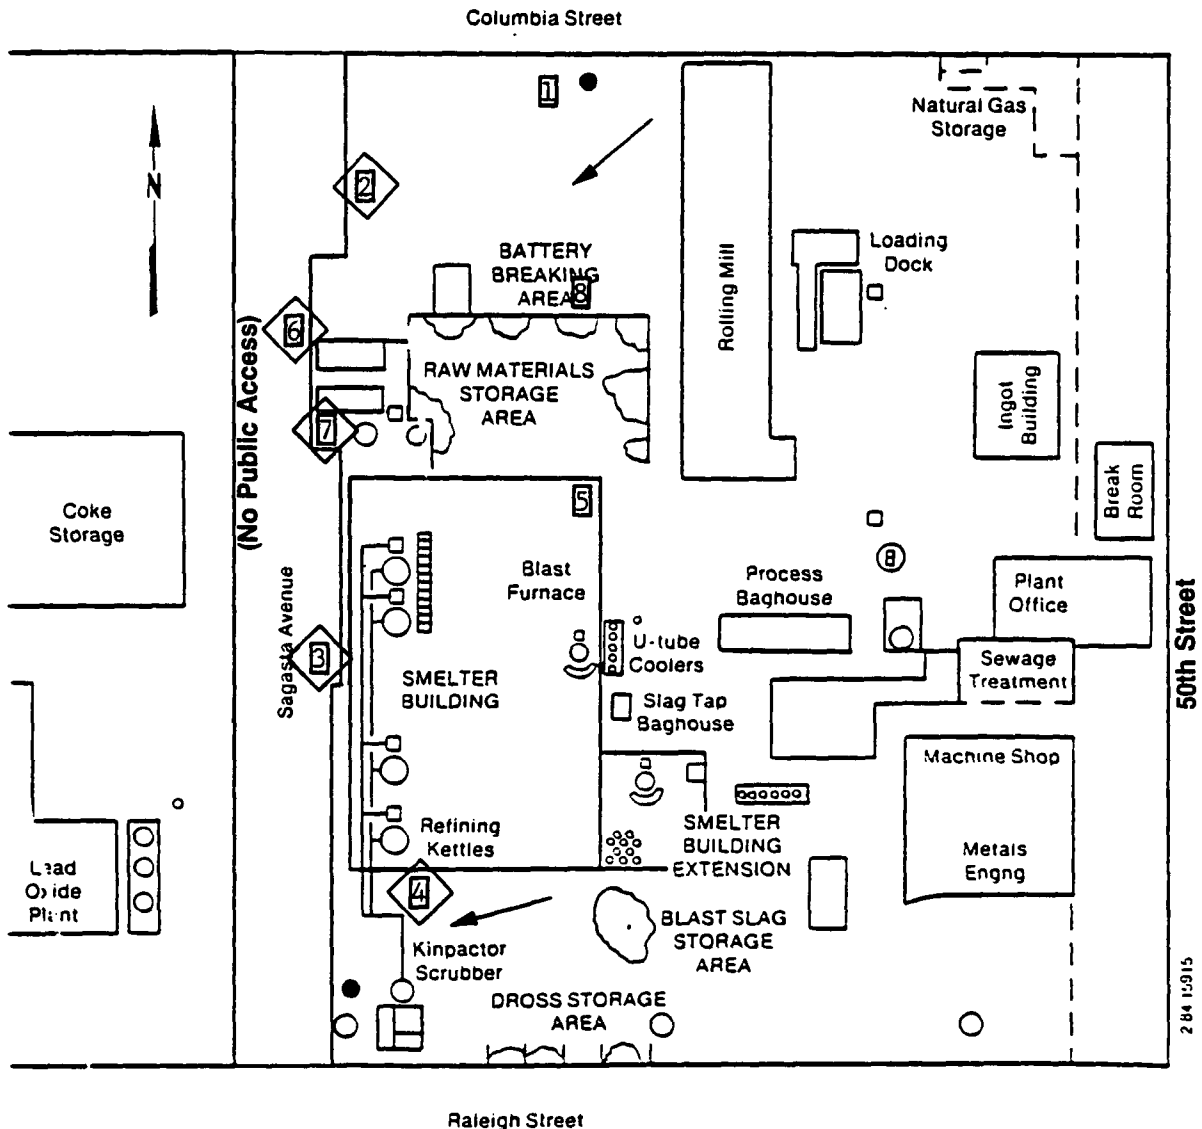 Columbia Street
1
Natural Gas
Storage
2
N
BATTERY
BREAKING
AREA
8
Rolling Mill
Loading
Dock
6
(No Public Access)
RAW MATERIALS
STORAGE
AREA
7
Ingot
Building
Break
Room
Coke
Storage
5
Blast
Furnace
Process
Baghouse
8
Plant
Office
Sagasta Avenue
3
SMELTER
BUILDING
U-tube
Coolers
Slag Tap
Baghouse
Sewage
Treatment
50th Street
Machine Shop
Metals
Engng
Refining
Kettles
SMELTER
BUILDING
EXTENSION
Lead
Oxide
Plant
4
Kinpactor
Scrubber
BLAST SLAG
STORAGE
AREA
DROSS STORAGE
AREA
Raleigh Street